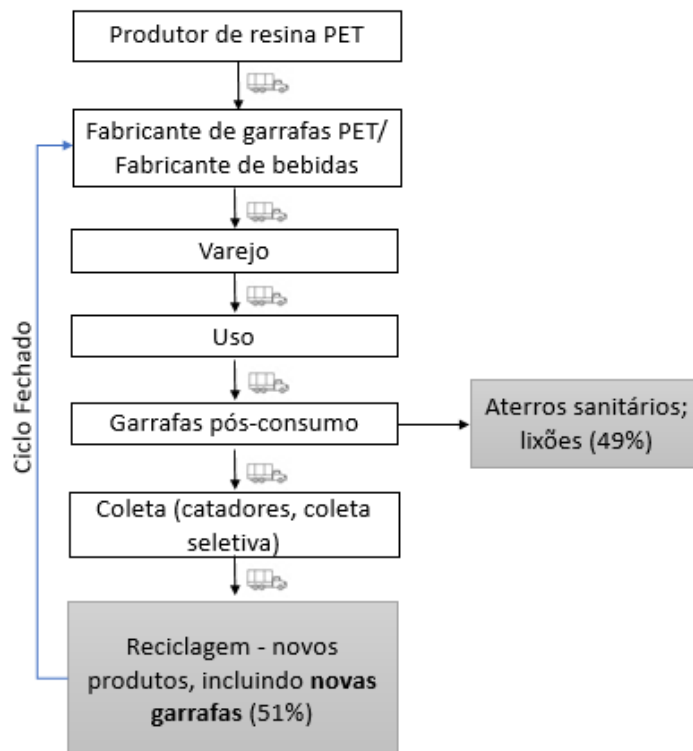 Produtor de resina PET
Fabricante de garrafas PET/
Fabricante de bebidas
Varejo
Uso
Garrafas pós-consumo
Aterros sanitários;
lixões (49%)
Coleta (catadores, coleta
seletiva)
Reciclagem - novos
produtos, incluindo novas
garrafas (51%)
Ciclo Fechado